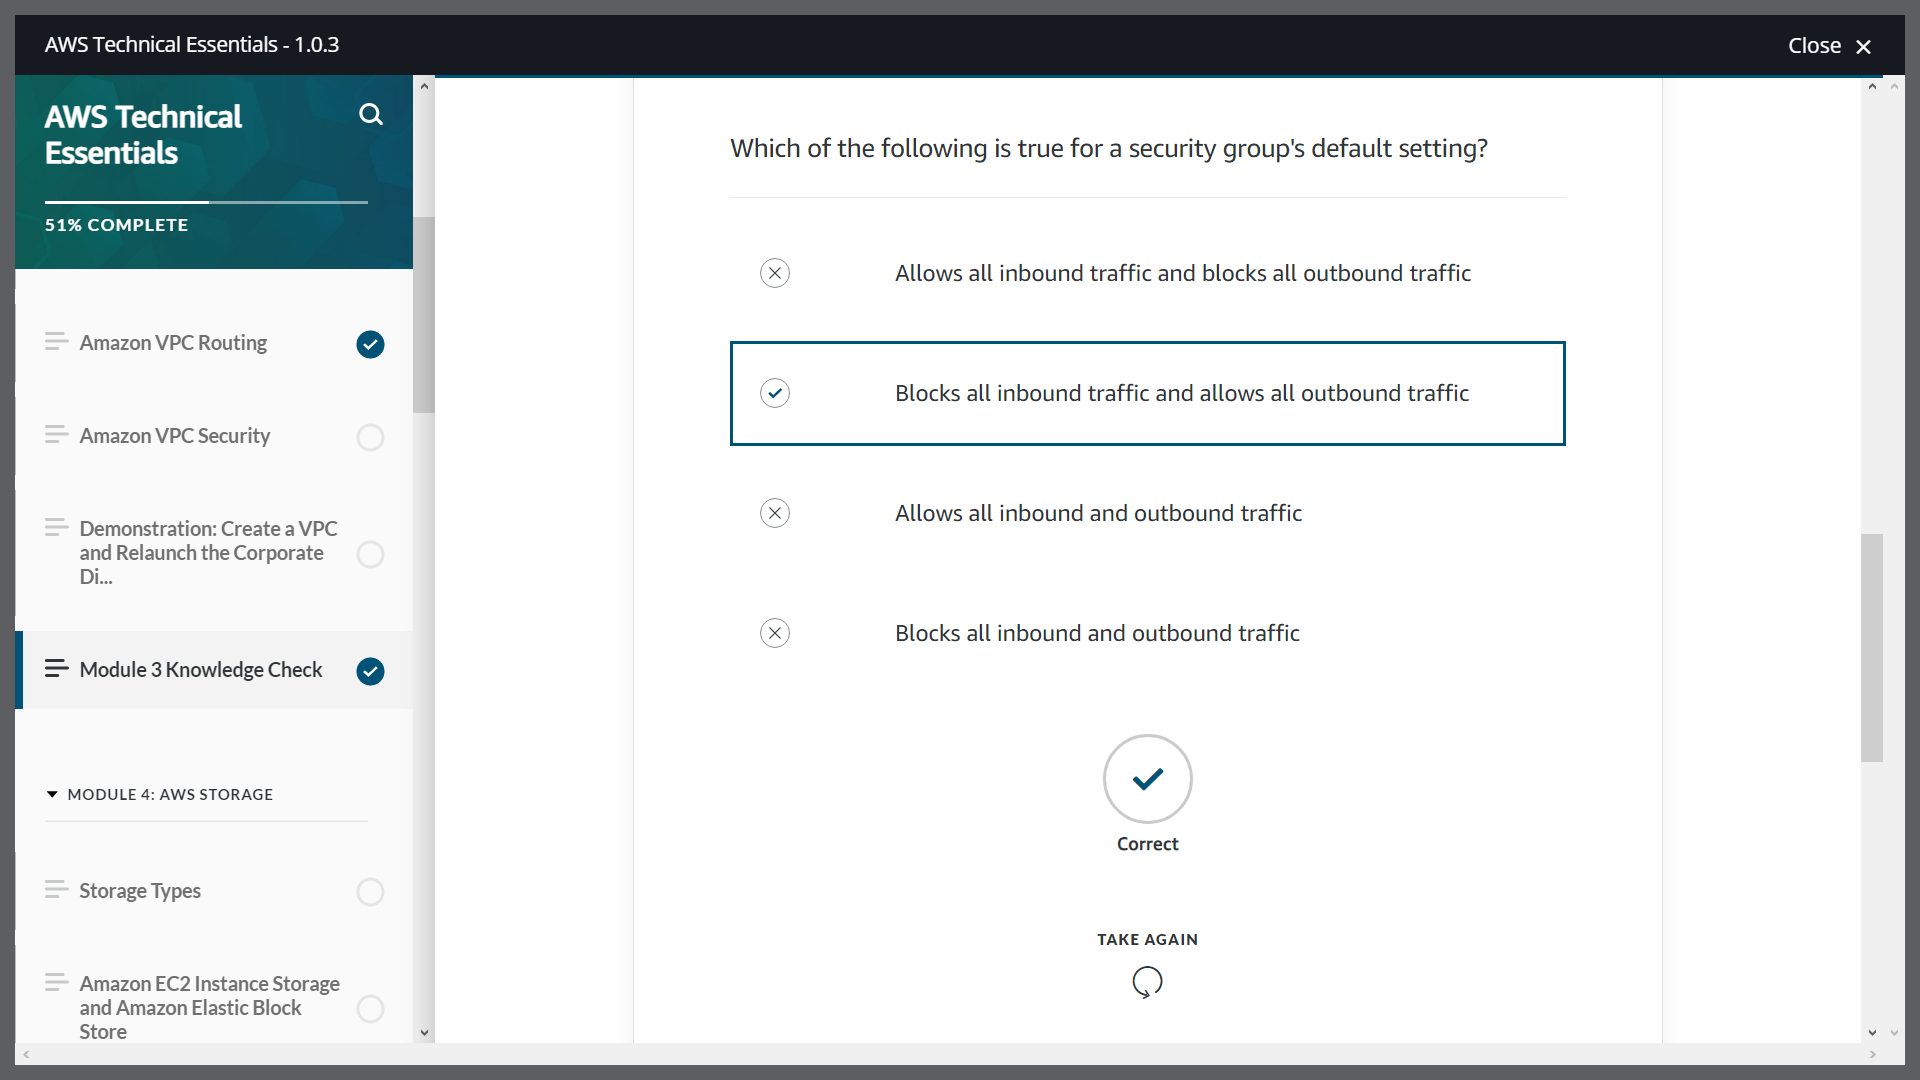 AWS Technical Essentials - 1.0.3
Close
AWS Technical
Essentials
51% COMPLETE
Amazon VPC Routing
Amazon VPC Security
Demonstration: Create a VPC
and Relaunch the Corporate
Di...
Module 3 Knowledge Check
MODULE 4: AWS STORAGE
Storage Types
Amazon EC2 Instance Storage
and Amazon Elastic Block
Store
Which of the following is true for a security group's default setting?
Allows all inbound traffic and blocks all outbound traffic
Blocks all inbound traffic and allows all outbound traffic
Allows all inbound and outbound traffic
Blocks all inbound and outbound traffic
Correct
TAKE AGAIN